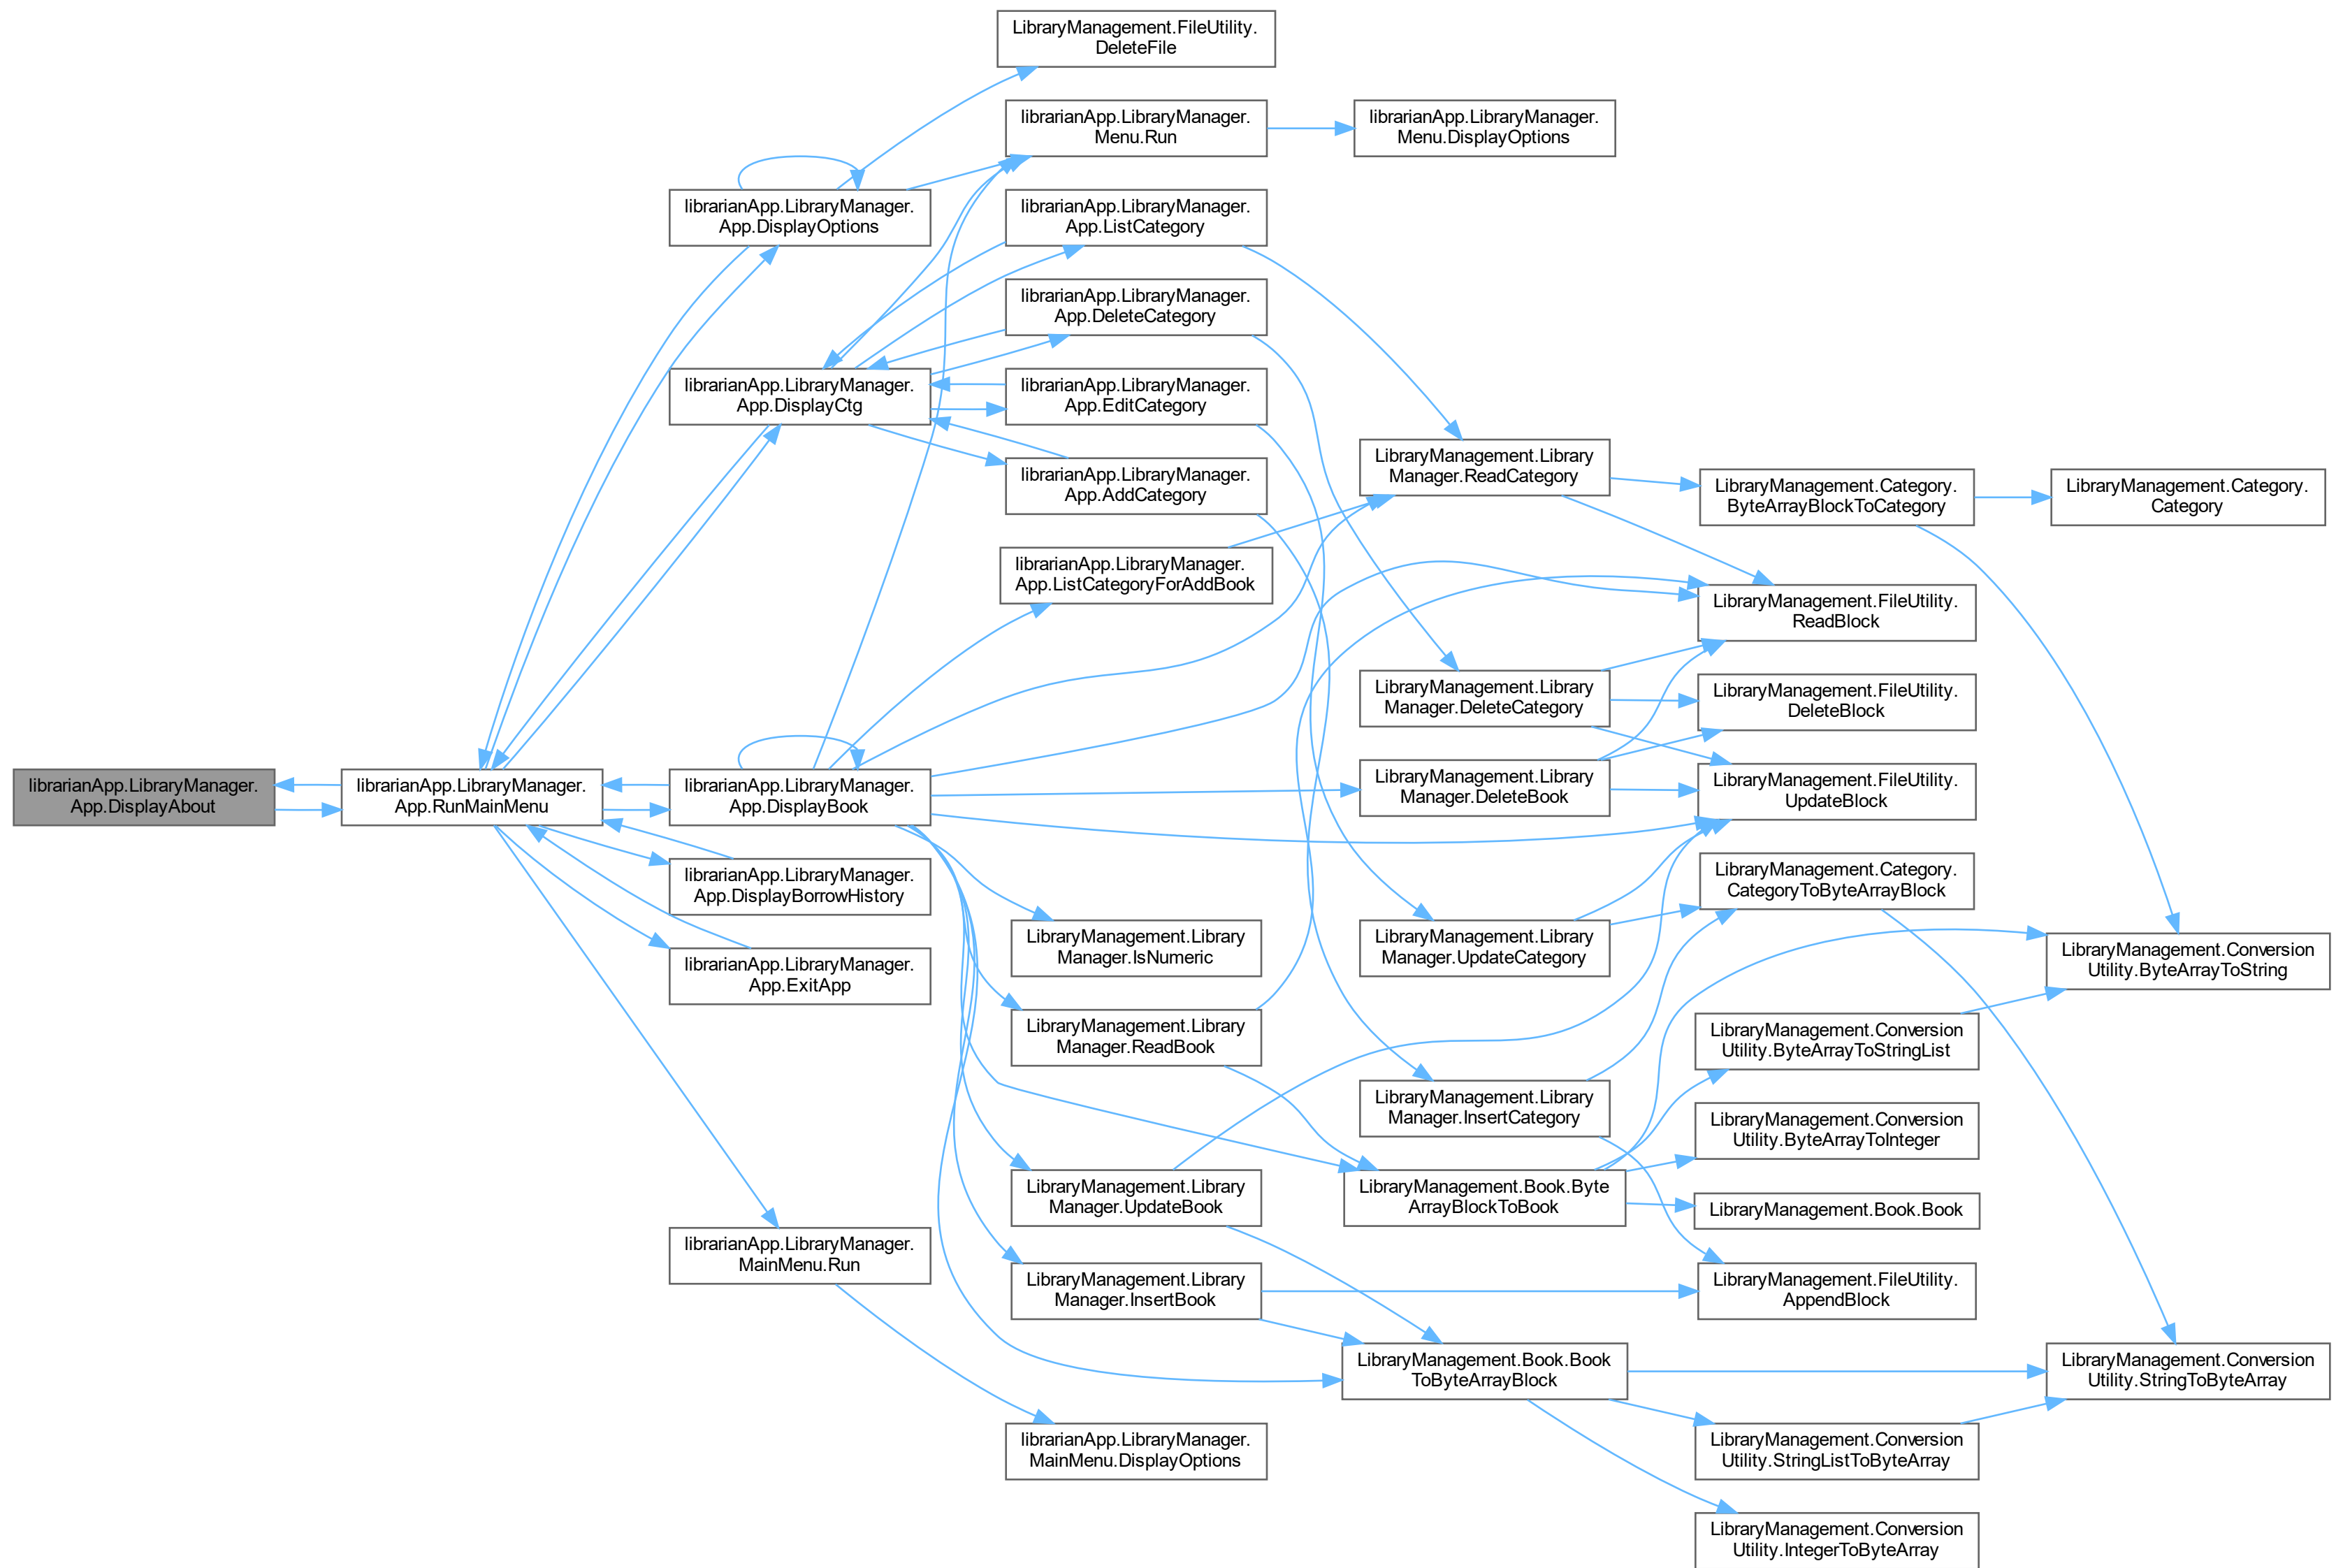 librarianApp.LibraryManager.
App.DisplayAbout
librarianApp.LibraryManager.
App.RunMainMenu
librarianApp.LibraryManager.
App.DisplayOptions
librarianApp.LibraryManager.
App.DisplayCtg
librarianApp.LibraryManager.
App.DisplayBook
librarianApp.LibraryManager.
App.DisplayBorrowHistory
librarianApp.LibraryManager.
App.ExitApp
librarianApp.LibraryManager.
MainMenu.Run
LibraryManagement.FileUtility.
DeleteFile
librarianApp.LibraryManager.
Menu.Run
librarianApp.LibraryManager.
App.ListCategory
librarianApp.LibraryManager.
App.DeleteCategory
librarianApp.LibraryManager.
App.EditCategory
librarianApp.LibraryManager.
App.AddCategory
librarianApp.LibraryManager.
App.ListCategoryForAddBook
LibraryManagement.Library
Manager.IsNumeric
LibraryManagement.Library
Manager.ReadBook
LibraryManagement.Library
Manager.UpdateBook
LibraryManagement.Library
Manager.InsertBook
librarianApp.LibraryManager.
MainMenu.DisplayOptions
librarianApp.LibraryManager.
Menu.DisplayOptions
LibraryManagement.Library
Manager.ReadCategory
LibraryManagement.Library
Manager.DeleteCategory
LibraryManagement.Library
Manager.DeleteBook
LibraryManagement.Library
Manager.UpdateCategory
LibraryManagement.Library
Manager.InsertCategory
LibraryManagement.Book.Byte
ArrayBlockToBook
LibraryManagement.Book.Book
ToByteArrayBlock
LibraryManagement.Category.
ByteArrayBlockToCategory
LibraryManagement.FileUtility.
ReadBlock
LibraryManagement.FileUtility.
DeleteBlock
LibraryManagement.FileUtility.
UpdateBlock
LibraryManagement.Category.
CategoryToByteArrayBlock
LibraryManagement.Conversion
Utility.ByteArrayToStringList
LibraryManagement.Conversion
Utility.ByteArrayToInteger
LibraryManagement.Book.Book
LibraryManagement.FileUtility.
AppendBlock
LibraryManagement.Conversion
Utility.StringListToByteArray
LibraryManagement.Conversion
Utility.IntegerToByteArray
LibraryManagement.Category.
Category
LibraryManagement.Conversion
Utility.ByteArrayToString
LibraryManagement.Conversion
Utility.StringToByteArray